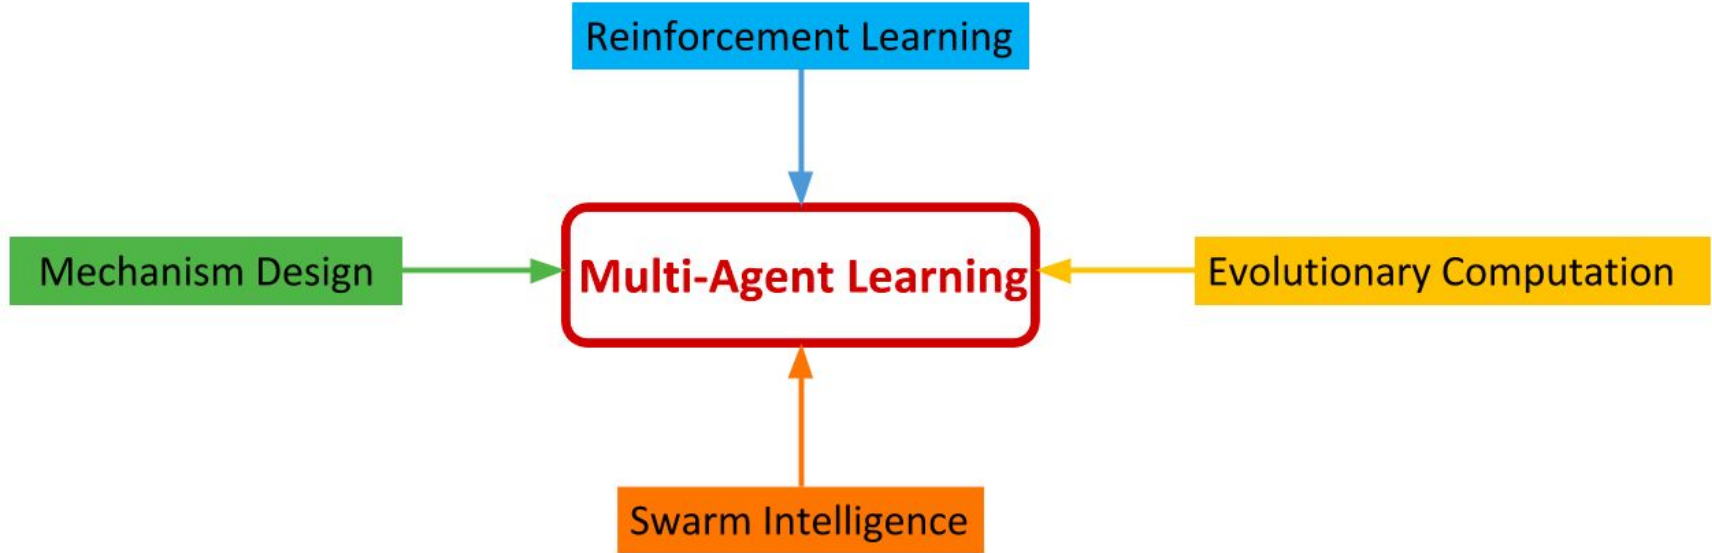 Reinforcement Learning
Mechanism Design
Multi-Agent Learning
Evolutionary Computation
Swarm Intelligence